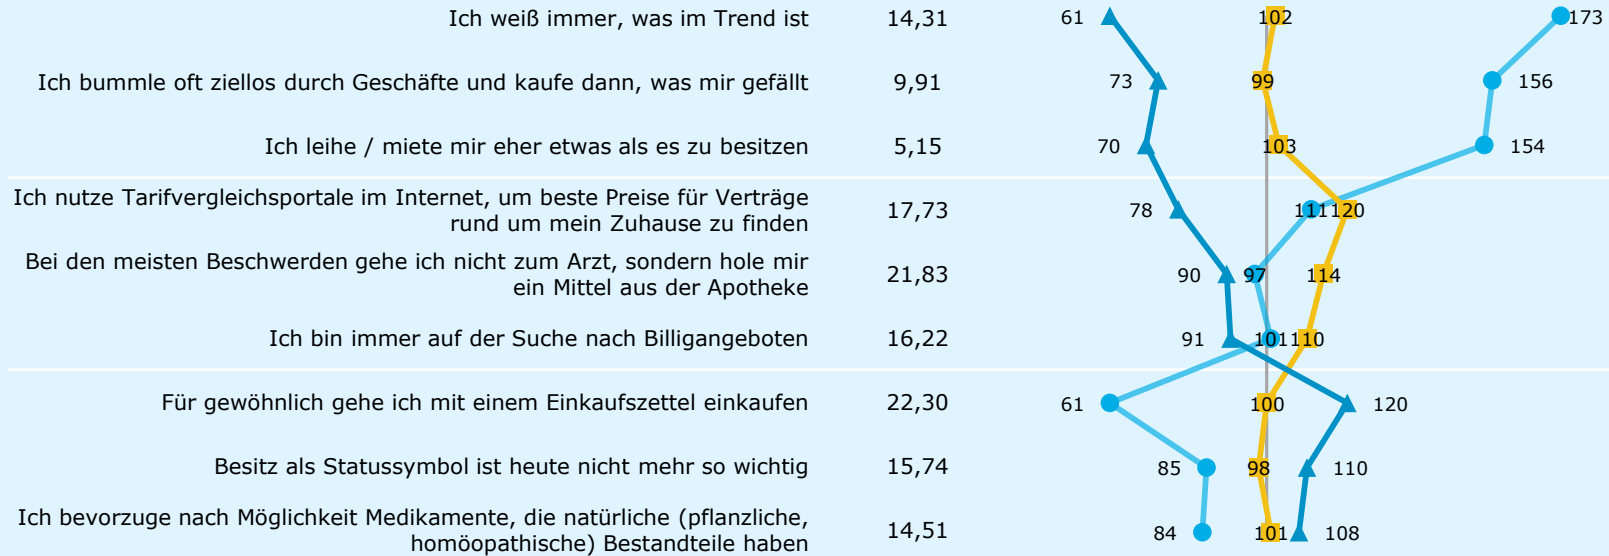 Ich weiß immer, was im Trend ist 14,31 61 102 173
Ich bummle oft ziellos durch Geschäfte und kaufe dann, was mir gefällt 9,91 73 99 156
Ich leihe / miete mir eher etwas als es zu besitzen 5,15 70 103 154
Ich nutze Tarifvergleichsportale im Internet, um beste Preise für Verträge
rund um mein Zuhause zu finden 17,73 78 111 120
Bei den meisten Beschwerden gehe ich nicht zum Arzt, sondern hole mir
ein Mittel aus der Apotheke 21,83 90 97 114
Ich bin immer auf der Suche nach Billigangeboten 16,22 91 101 110
Für gewöhnlich gehe ich mit einem Einkaufszettel einkaufen 22,30 61 100 120
Besitz als Statussymbol ist heute nicht mehr so wichtig 15,74 85 98 110
Ich bevorzuge nach Möglichkeit Medikamente, die natürliche (pflanzliche,
homöopathische) Bestandteile haben 14,51 84 101 108